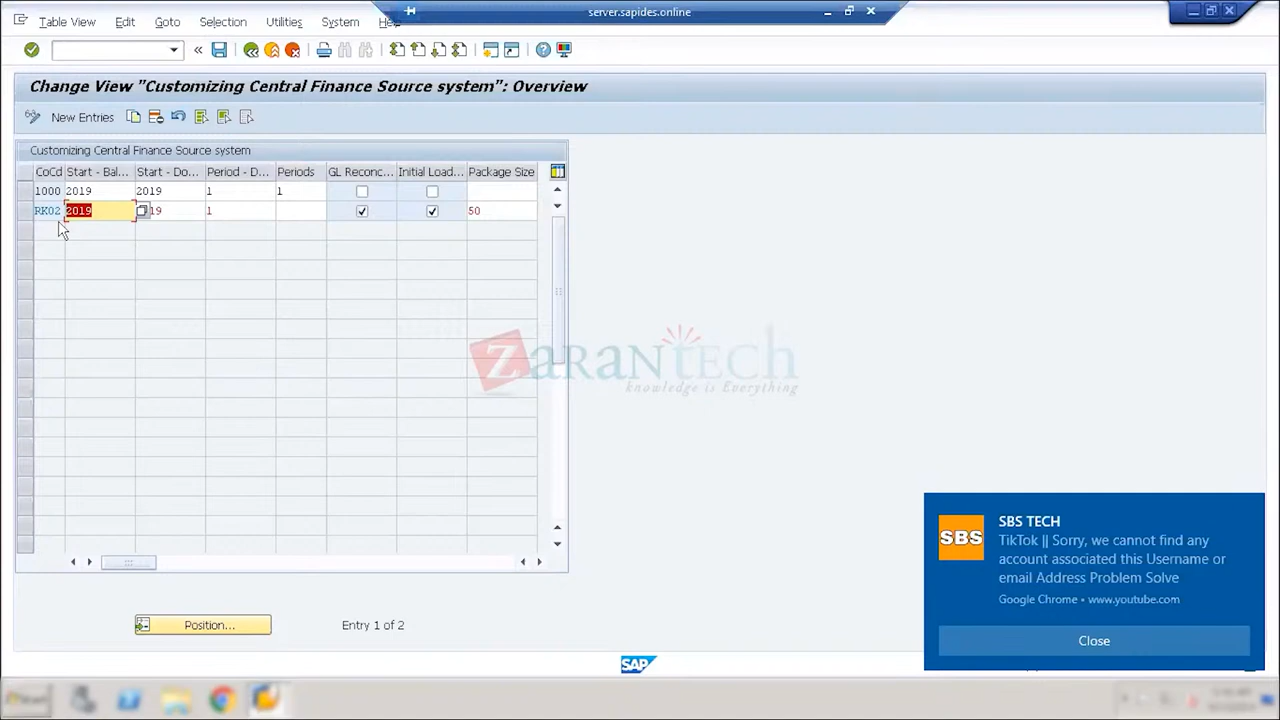 server.sapides.online
Table View Edit Goto Selection Utilities System
Change View "Customizing Central Finance Source system": Overview
New Entries
Customizing Central Finance Source system
CoCd Start - Bal... Start - Do... Period - D... Periods GL Reconc... Initial Load... Package Size
1000 2019 2019 1 1
RK02 2019 19 1 50
ZaranTech
knowledge is Everything
SBS
SBS TECH
TikTok || Sorry, we cannot find any
account associated this Username or
email Address Problem Solve
Google Chrome • www.youtube.com
Close
Position...
Entry 1 of 2
SAP